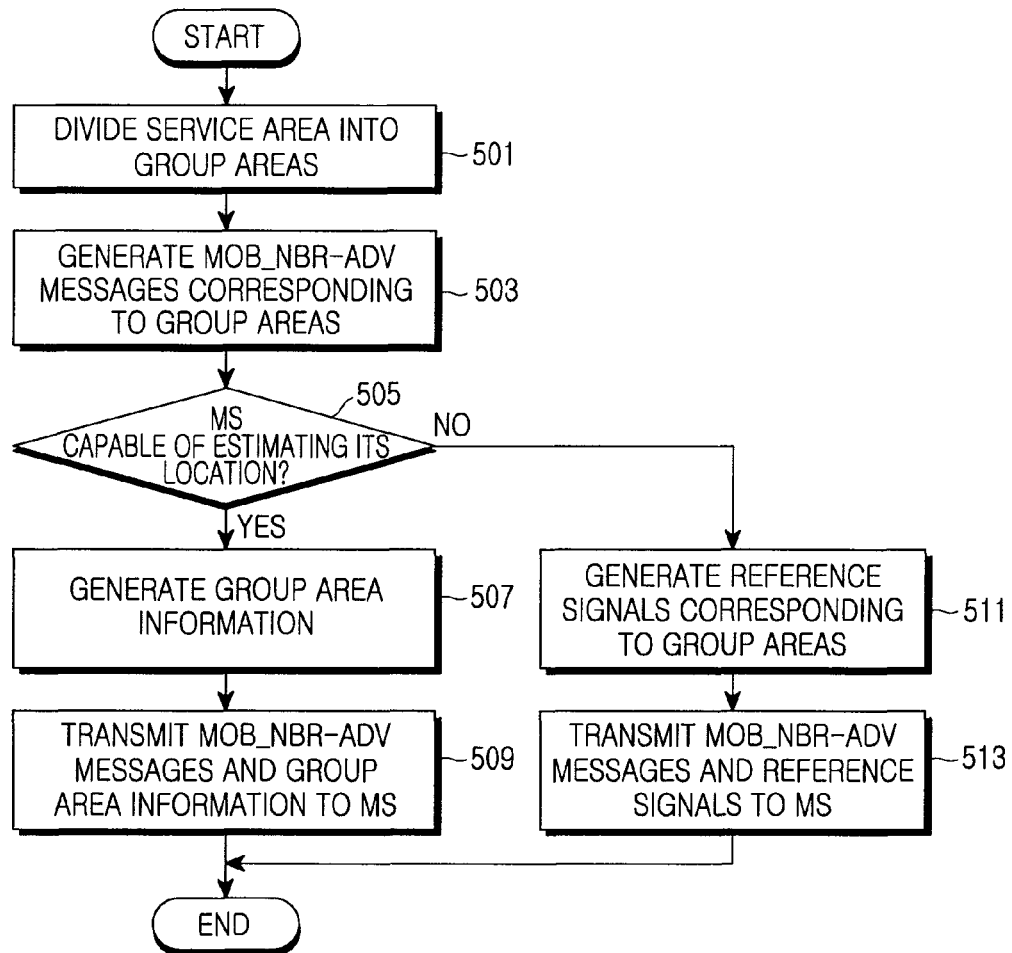 START
DIVIDE SERVICE AREA INTO
GROUP AREAS
501
GENERATE MOB_NBR-ADV
MESSAGES CORRESPONDING
TO GROUP AREAS
503
505
MS
CAPABLE OF ESTIMATING ITS
LOCATION?
NO
YES
GENERATE GROUP AREA
INFORMATION
507
GENERATE REFERENCE
SIGNALS CORRESPONDING
TO GROUP AREAS
511
TRANSMIT MOB_NBR-ADV
MESSAGES AND GROUP
AREA INFORMATION TO MS
509
TRANSMIT MOB_NBR-ADV
MESSAGES AND REFERENCE
SIGNALS TO MS
513
END